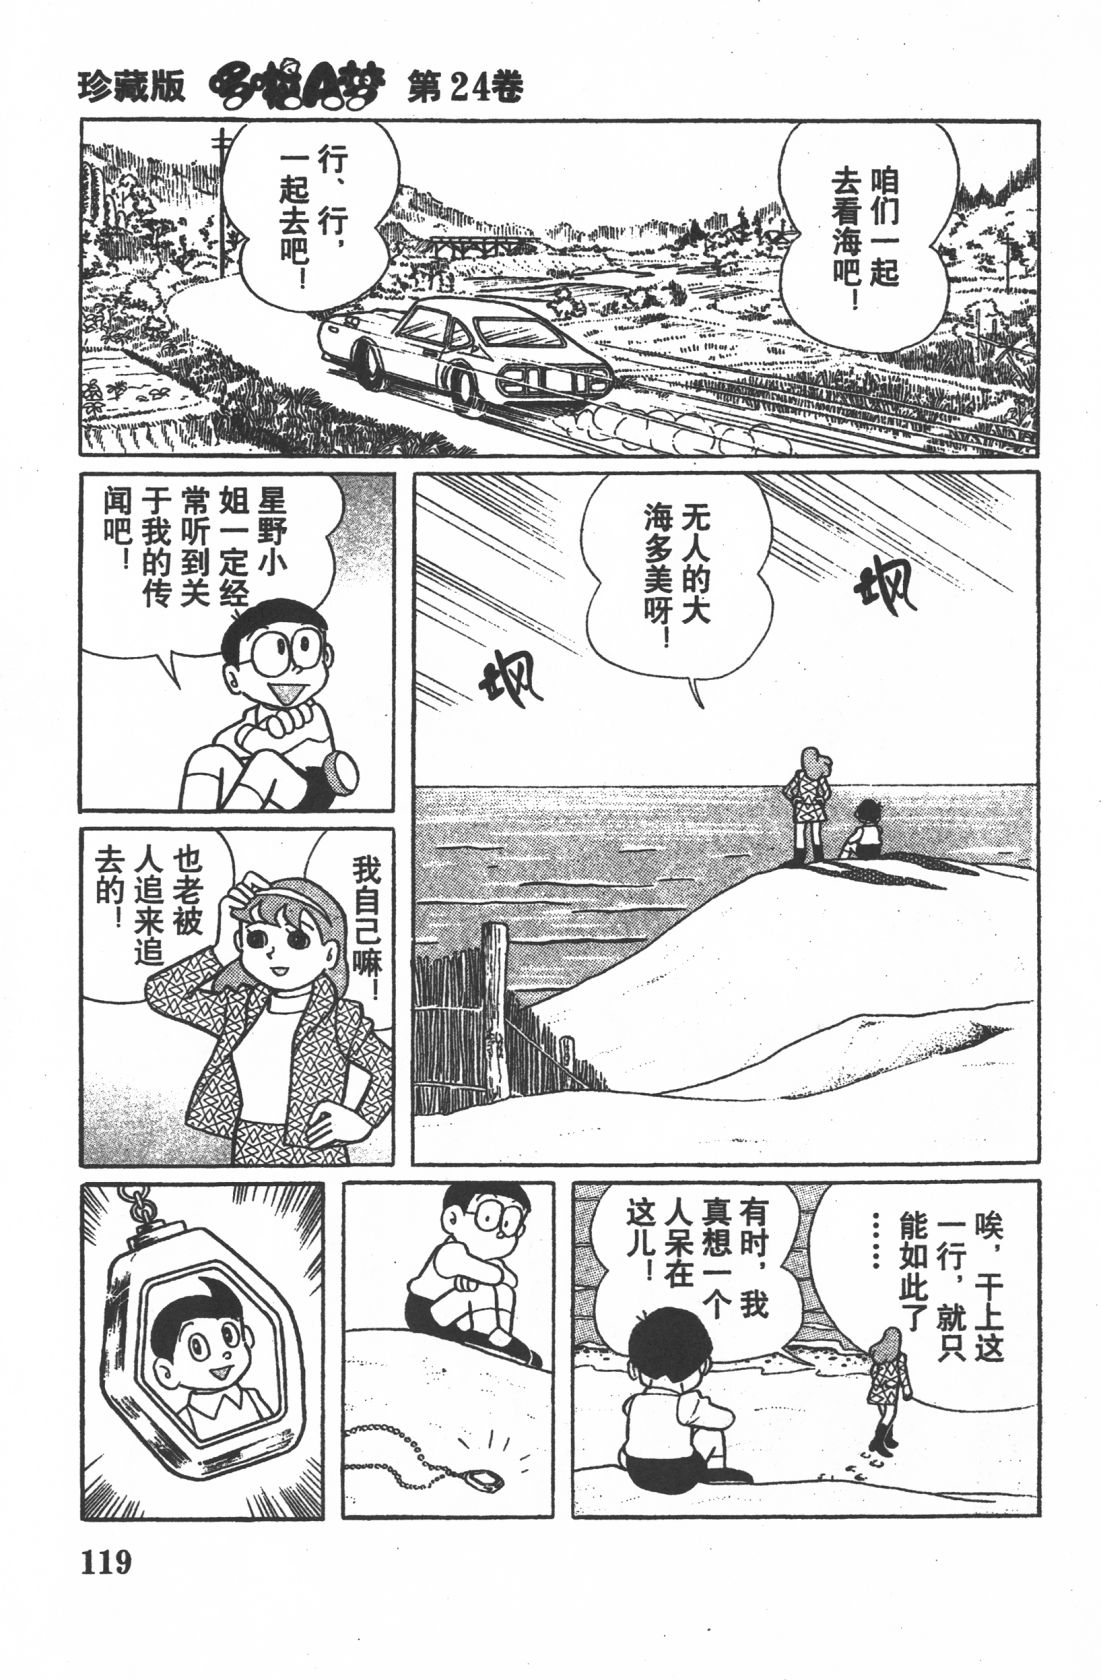 珍藏版 哆啦A梦 第24卷
咱们一起
去看海吧！
行、行，
一起去吧！
无人的大
海多美呀！
飒
飒
星野小
姐一定经
常听到关
于我的传
闻吧！
我自己嘛！
也老被
人追来追
去的！
唉，干上这
一行，就只
能如此了
……
有时，我
真想一个
人呆在
这儿！
119